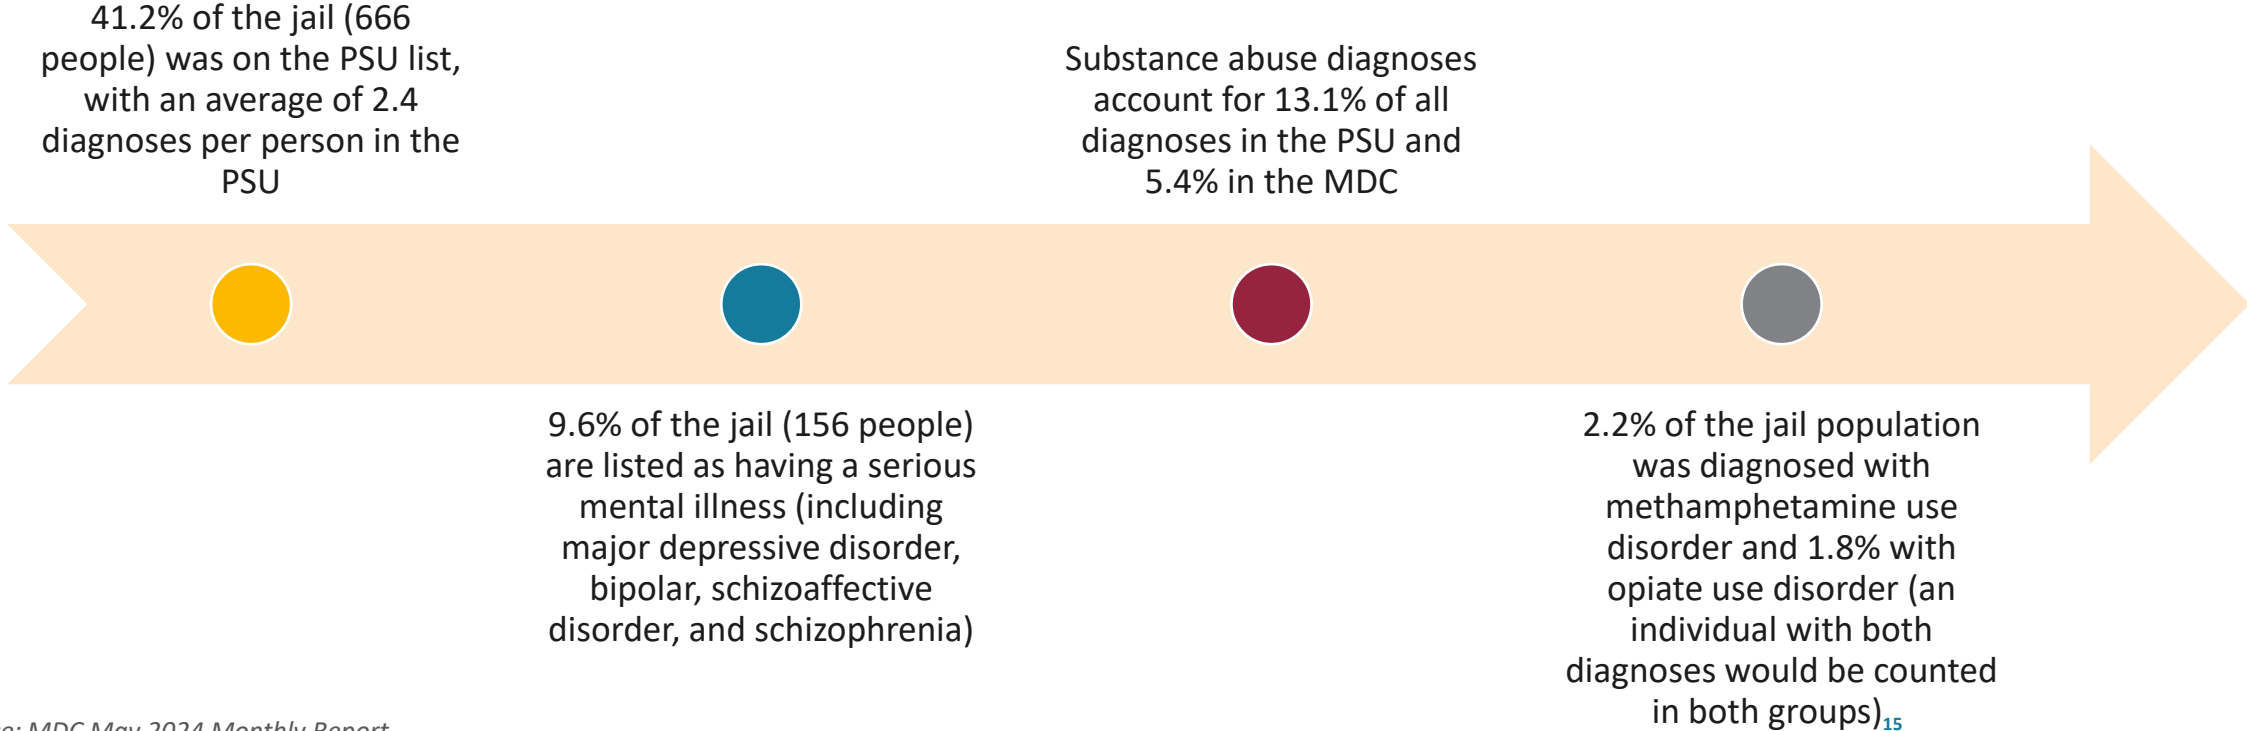 41.2% of the jail (666
people) was on the PSU list,
with an average of 2.4
diagnoses per person in the
PSU
Substance abuse diagnoses
account for 13.1% of all
diagnoses in the PSU and
5.4% in the MDC
9.6% of the jail (156 people)
are listed as having a serious
mental illness (including
major depressive disorder,
bipolar, schizoaffective
disorder, and schizophrenia)
2.2% of the jail population
was diagnosed with
methamphetamine use
disorder and 1.8% with
opiate use disorder (an
individual with both
diagnoses would be counted
in both groups)15
MDC May 2024 Monthly Report